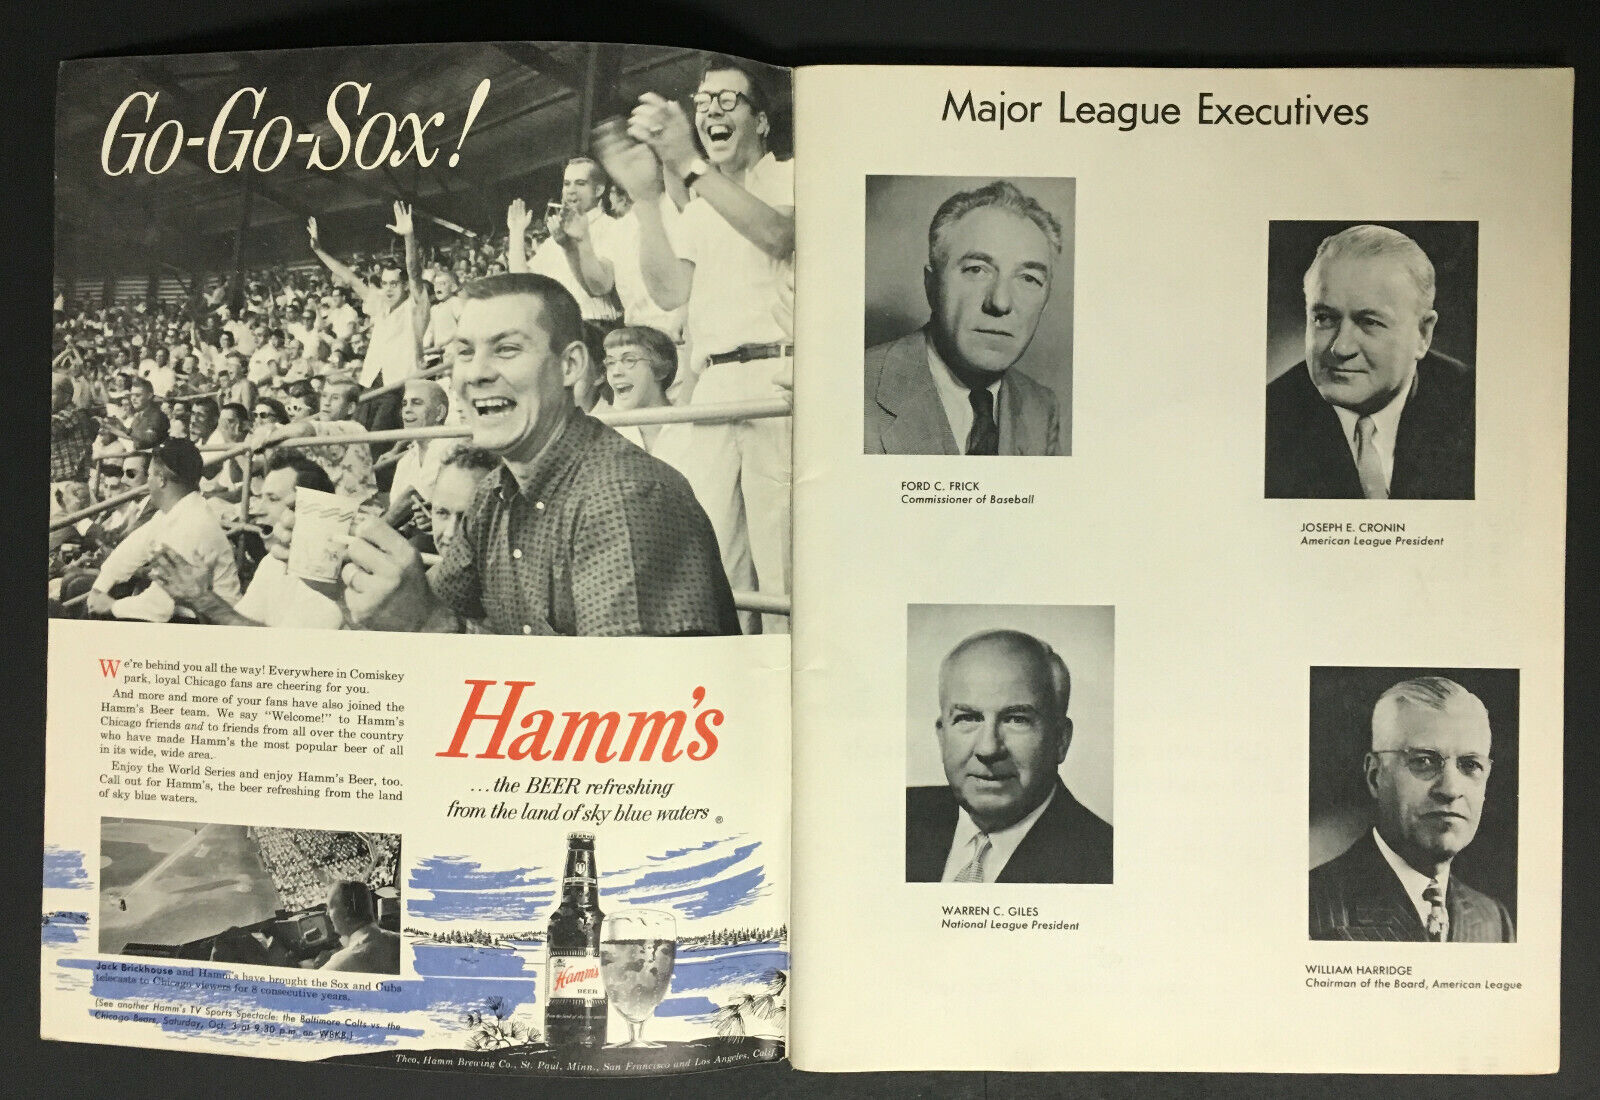 Go-Go-Sox!
We're behind you all the way! Everywhere in Comiskey
park, loyal Chicago fans are cheering for you.
And more and more of your fans have also joined the
Hamm's Beer team. We say "Welcome!" to Hamm's
Chicago friends and to friends from all over the country
who have made Hamm's the most popular beer of all
in its wide, wide area.
Enjoy the World Series and enjoy Hamm's Beer, too.
Call out for Hamm's, the beer refreshing from the land
of sky blue waters.
Jack Brickhouse and Hamm's have brought the Sox and Cubs
telecasts to Chicago viewers for 8 consecutive years.
(See another Hamm's TV Sports Spectacle: the Baltimore Colts vs. the
Chicago Bears, Saturday, Oct. 3 at 9:30 p.m. on WBKB.)
Hamm's
...the BEER refreshing
from the land of sky blue waters ®
Hamm's
BEER
Theo. Hamm Brewing Co., St. Paul, Minn., San Francisco and Los Angeles, Calif.
Major League Executives
FORD C. FRICK
Commissioner of Baseball
JOSEPH E. CRONIN
American League President
WARREN C. GILES
National League President
WILLIAM HARRIDGE
Chairman of the Board, American League